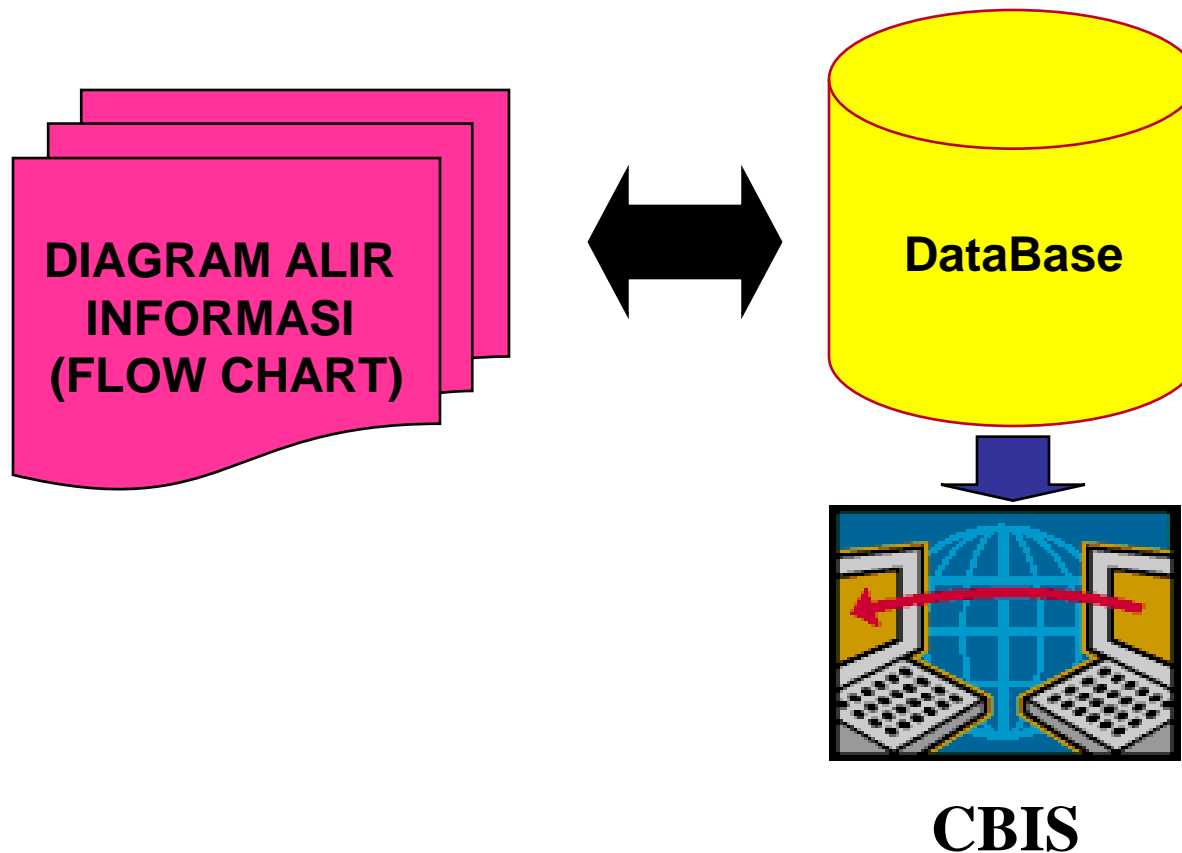 DIAGRAM ALIR
INFORMASI
(FLOW CHART)
DataBase
CBIS